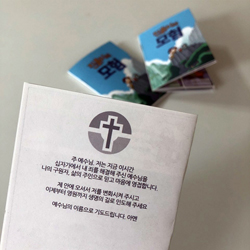 모험
주 예수님, 저는 지금 이시간
십자가에서 내 죄를 해결해 주신 예수님을
나의 구원자, 삶의 주인으로 믿고 마음에 영접합니다.
제 안에 오셔서 저를 변화시켜 주시고
이제부터 영원까지 생명의 길로 인도해 주세요
예수님의 이름으로 기도드립니다. 아멘